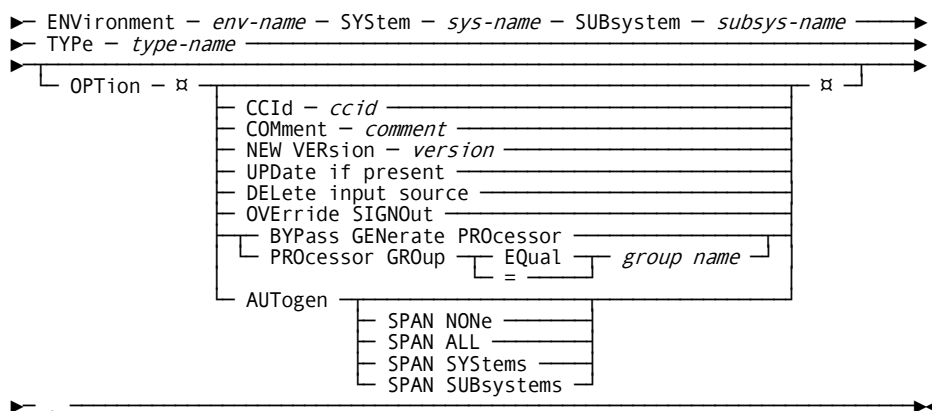 ENVironment — env-name — SYStem — sys-name — SUBsystem — subsys-name
TYPe — type-name
OPTion — ¤ ¤
CCId — ccid
COMment — comment
NEW VERsion — version
UPDate if present
DELete input source
OVErride SIGNOut
BYPass GENerate PROcessor
PROcessor GROup EQual group name
=
AUTogen
SPAN NONe
SPAN ALL
SPAN SYStems
SPAN SUBsystems
.